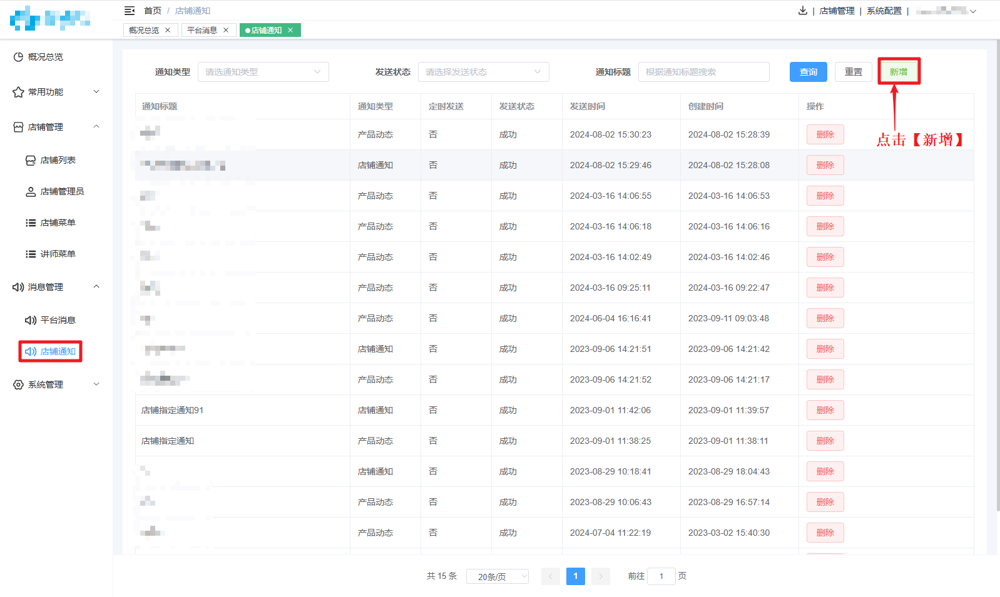 首页 / 店铺通知
店铺管理 | 系统配置 |
概况总览
平台消息
店铺通知
概况总览
常用功能
店铺管理
店铺列表
店铺管理员
店铺菜单
讲师菜单
消息管理
平台消息
店铺通知
系统管理
通知类型 请选通知类型 发送状态 请选择发送状态 通知标题 根据通知标题搜索 查询 重置 新增
点击【新增】
通知标题 通知类型 定时发送 发送状态 发送时间 创建时间 操作
产品动态 否 成功 2024-08-02 15:30:23 2024-08-02 15:28:39 删除
店铺通知 否 成功 2024-08-02 15:29:46 2024-08-02 15:28:08 删除
产品动态 否 成功 2024-03-16 14:06:55 2024-03-16 14:06:53 删除
产品动态 否 成功 2024-03-16 14:06:18 2024-03-16 14:06:16 删除
产品动态 否 成功 2024-03-16 14:02:49 2024-03-16 14:02:46 删除
产品动态 否 成功 2024-03-16 09:25:11 2024-03-16 09:22:47 删除
产品动态 否 成功 2024-06-04 16:16:41 2023-09-11 09:03:48 删除
店铺通知 否 成功 2023-09-06 14:21:51 2023-09-06 14:21:42 删除
产品动态 否 成功 2023-09-06 14:21:52 2023-09-06 14:21:17 删除
店铺指定通知91 店铺通知 否 成功 2023-09-01 11:42:06 2023-09-01 11:39:57 删除
店铺指定通知 产品动态 否 成功 2023-09-01 11:38:25 2023-09-01 11:38:11 删除
店铺通知 否 成功 2023-08-29 10:18:41 2023-08-29 18:04:43 删除
产品动态 否 成功 2023-08-29 10:06:43 2023-08-29 16:57:14 删除
产品动态 否 成功 2024-07-04 11:22:19 2023-03-02 15:40:30 删除
共 15 条 20条/页 1 前往 1 页